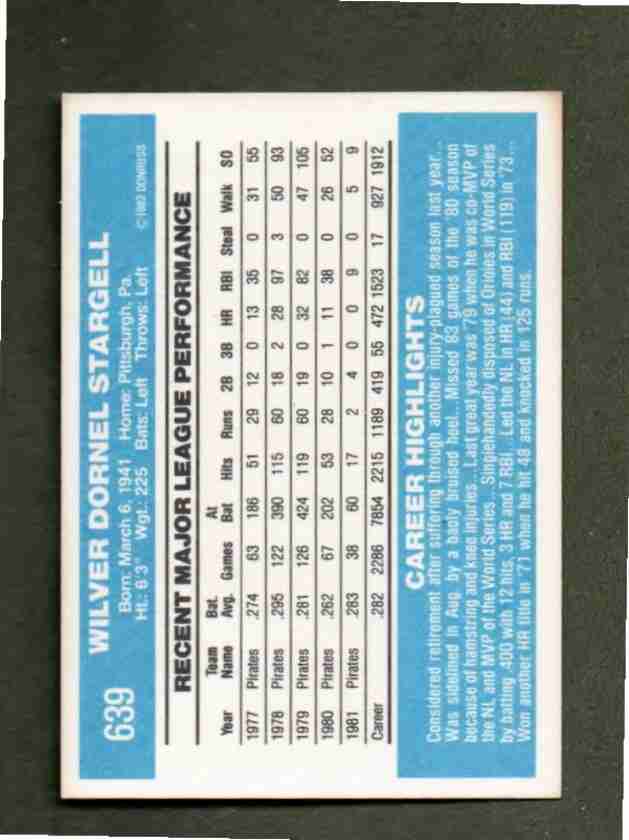 639
WILVER DORNEL STARGELL
Born: March 6, 1941 Home: Pittsburgh, Pa.
Ht.: 6'3" Wgt.: 225 Bats: Left Throws: Left © 1982 DONRUSS
RECENT MAJOR LEAGUE PERFORMANCE
Year Team Name Bat. Avg. Games At Bat Hits Runs 2B 3B HR RBI Steal Walk SO
1977 Pirates .274 63 186 51 29 12 0 13 35 0 31 55
1978 Pirates .295 122 390 115 60 18 2 28 97 3 50 93
1979 Pirates .281 126 424 119 60 19 0 32 82 0 47 105
1980 Pirates .262 67 202 53 28 10 1 11 38 0 26 52
1981 Pirates .283 38 60 17 2 4 0 0 9 0 5 9
Career .282 2286 7854 2215 1189 419 55 472 1523 17 927 1912
CAREER HIGHLIGHTS
Considered retirement after suffering through another injury-plagued season last year...
Was sidelined in Aug. by a badly bruised heel... Missed 83 games of the '80 season
because of hamstring and knee injuries... Last great year was '79 when he was co-MVP of
the NL and MVP of the World Series... Singlehandedly disposed of Orioles in World Series
by batting .400 with 12 hits, 3 HR and 7 RBI... Led the NL in HR (44) and RBI (119) in '73...
Won another HR title in '71 when he hit 48 and knocked in 125 runs.